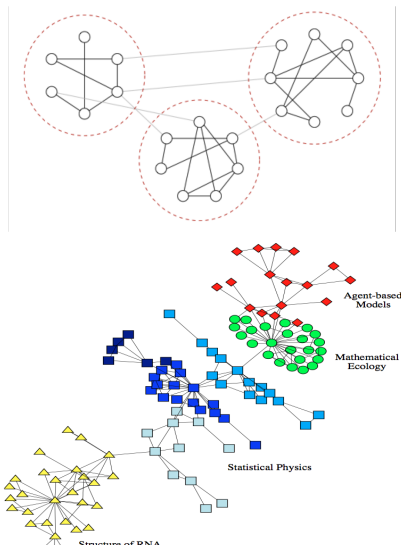 Agent-based
Models
Mathematical
Ecology
Statistical Physics
Structure of RNA